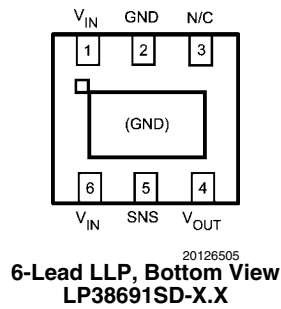 VIN GND N/C
1 2 3
(GND)
6 5 4
VIN SNS VOUT
20126505
6-Lead LLP, Bottom View
LP38691SD-X.X